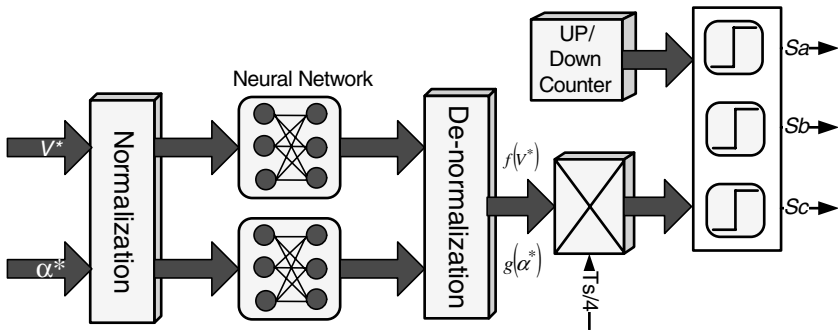 UP/
Down
Counter
Sa
Sb
Sc
Neural Network
V*
α*
Normalization
De-normalization
f(V*)
g(α*)
Ts/4